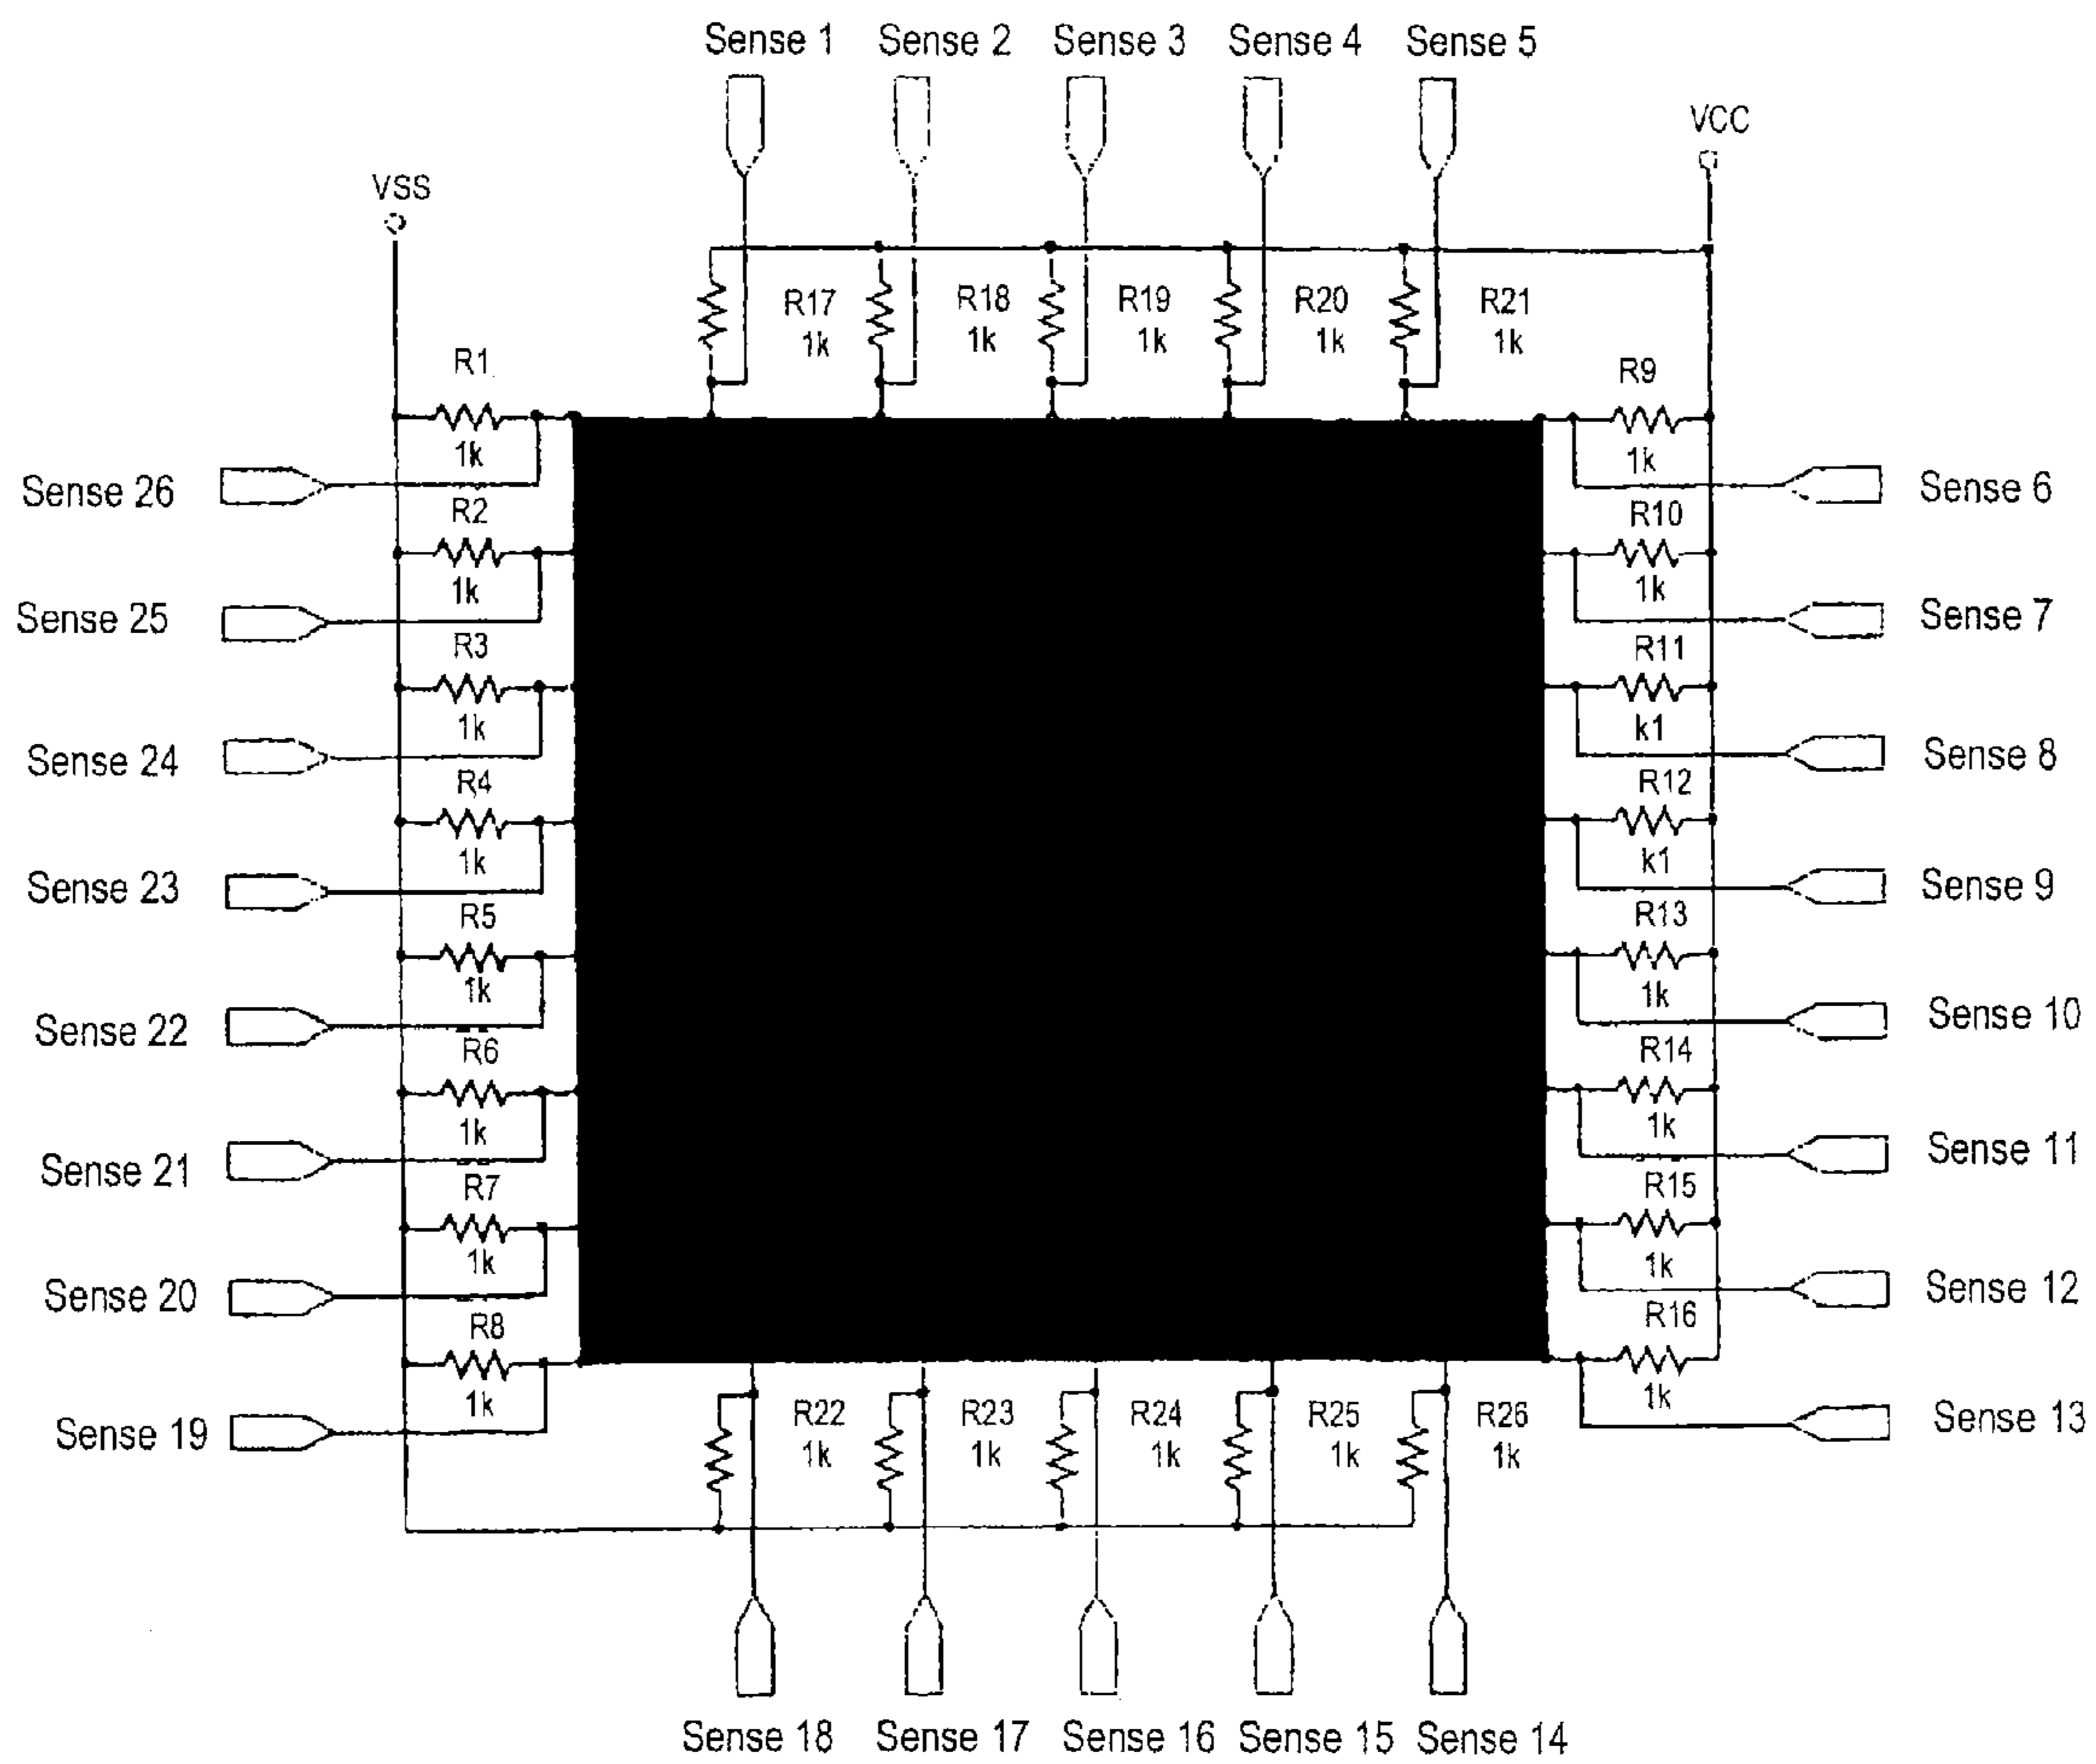 Sense 1 Sense 2 Sense 3 Sense 4 Sense 5
VCC
VSS
R17 R18 R19 R20 R21
1k 1k 1k 1k 1k
R1
1k
R9
1k
Sense 26
Sense 6
R2
1k
R10
1k
Sense 25
Sense 7
R3
1k
R11
k1
Sense 24
Sense 8
R4
1k
R12
k1
Sense 23
Sense 9
R5
1k
R13
1k
Sense 22
Sense 10
R6
1k
R14
1k
Sense 21
Sense 11
R7
1k
R15
1k
Sense 20
Sense 12
R8
1k
R16
1k
Sense 19
Sense 13
R22 R23 R24 R25 R26
1k 1k 1k 1k 1k
Sense 18 Sense 17 Sense 16 Sense 15 Sense 14